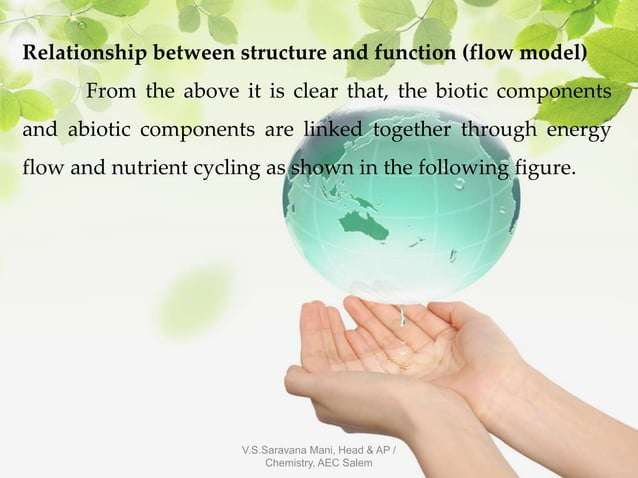 Relationship between structure and function (flow model)
From the above it is clear that, the biotic components
and abiotic components are linked together through energy
flow and nutrient cycling as shown in the following figure.
V.S.Saravana Mani, Head & AP /
Chemistry, AEC Salem